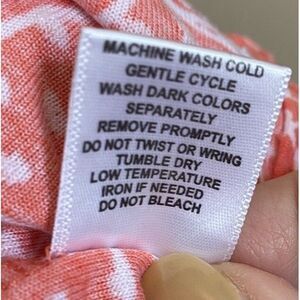 MACHINE WASH COLD
GENTLE CYCLE
WASH DARK COLORS
SEPARATELY
REMOVE PROMPTLY
DO NOT TWIST OR WRING
TUMBLE DRY
LOW TEMPERATURE
IRON IF NEEDED
DO NOT BLEACH